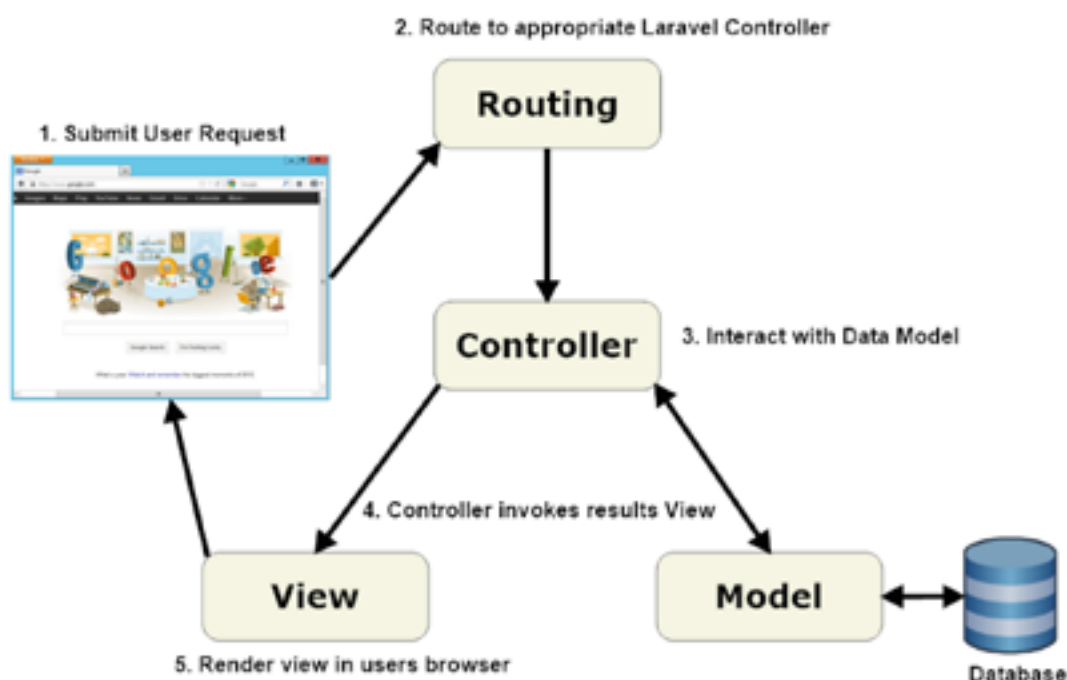 2. Route to appropriate Laravel Controller
Routing
1. Submit User Request
Google
Controller
3. Interact with Data Model
4. Controller invokes results View
View
Model
5. Render view in users browser
Database